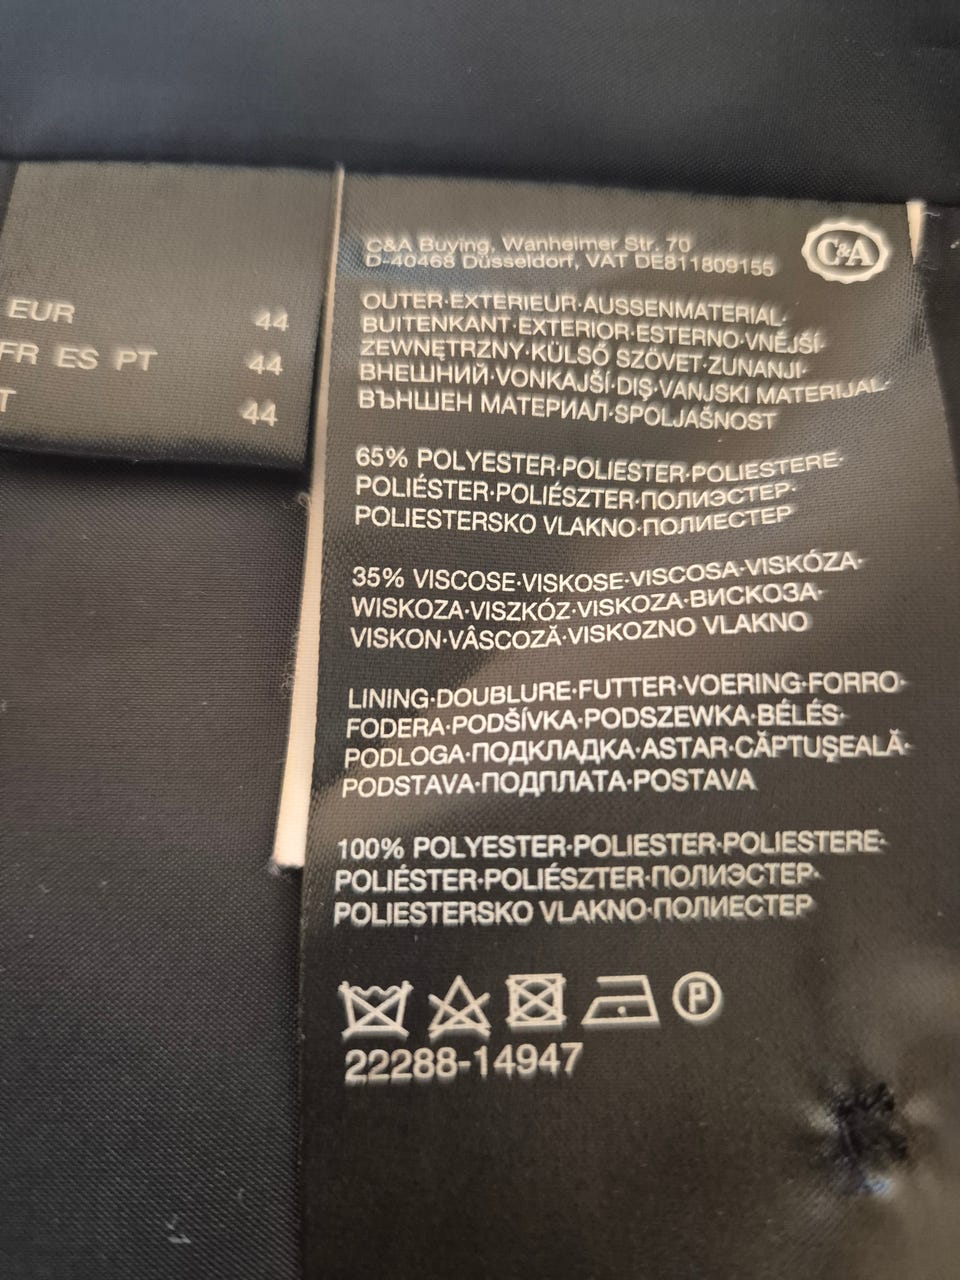 EUR 44
FR ES PT 44
T 44
C&A Buying, Wanheimer Str. 70
D-40468 Düsseldorf, VAT DE811809155
C&A
OUTER·EXTERIEUR·AUSSENMATERIAL·
BUITENKANT·EXTERIOR·ESTERNO·VNĚJŠÍ·
ZEWNĘTRZNY·KÜLSŐ SZÖVET·ZUNANJI·
ВНЕШНИЙ·VONKAJŠÍ·DIŞ·VANJSKI MATERIJAL·
ВЪНШЕН МАТЕРИАЛ·SPOLJAŠNOST
65% POLYESTER·POLIESTER·POLIESTERE·
POLIÉSTER·POLIÉSZTER·ПОЛИЭСТЕР·
POLIESTERSKO VLAKNO·ПОЛИЕСТЕР
35% VISCOSE·VISKOSE·VISCOSA·VISKÓZA·
WISKOZA·VISZKÓZ·VISKOZA·ВИСКОЗА·
VISKON·VÂSCOZĂ·VISKOZNO VLAKNO
LINING·DOUBLURE·FUTTER·VOERING·FORRO·
FODERA·PODŠÍVKA·PODSZEWKA·BÉLÉS·
PODLOGA·ПОДКЛАДКА·ASTAR·CĂPTUŞEALĂ·
PODSTAVA·ПОДПЛАТА·POSTAVA
100% POLYESTER·POLIESTER·POLIESTERE·
POLIÉSTER·POLIÉSZTER·ПОЛИЭСТЕР·
POLIESTERSKO VLAKNO·ПОЛИЕСТЕР
P
22288-14947